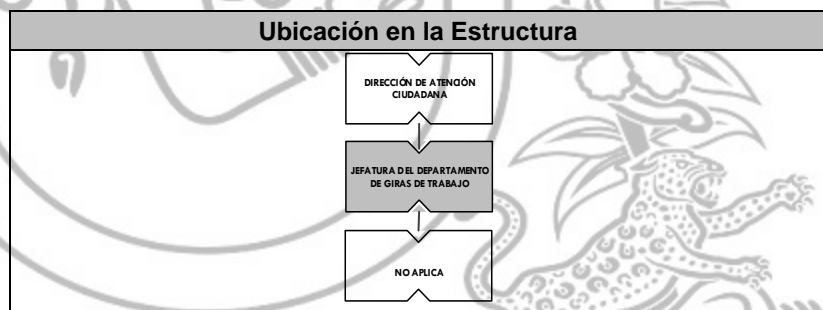 Ubicación en la Estructura
DIRECCIÓN DE ATENCIÓN
CIUDADANA
JEFATURA DEL DEPARTAMENTO
DE GIRAS DE TRABAJO
NO APLICA